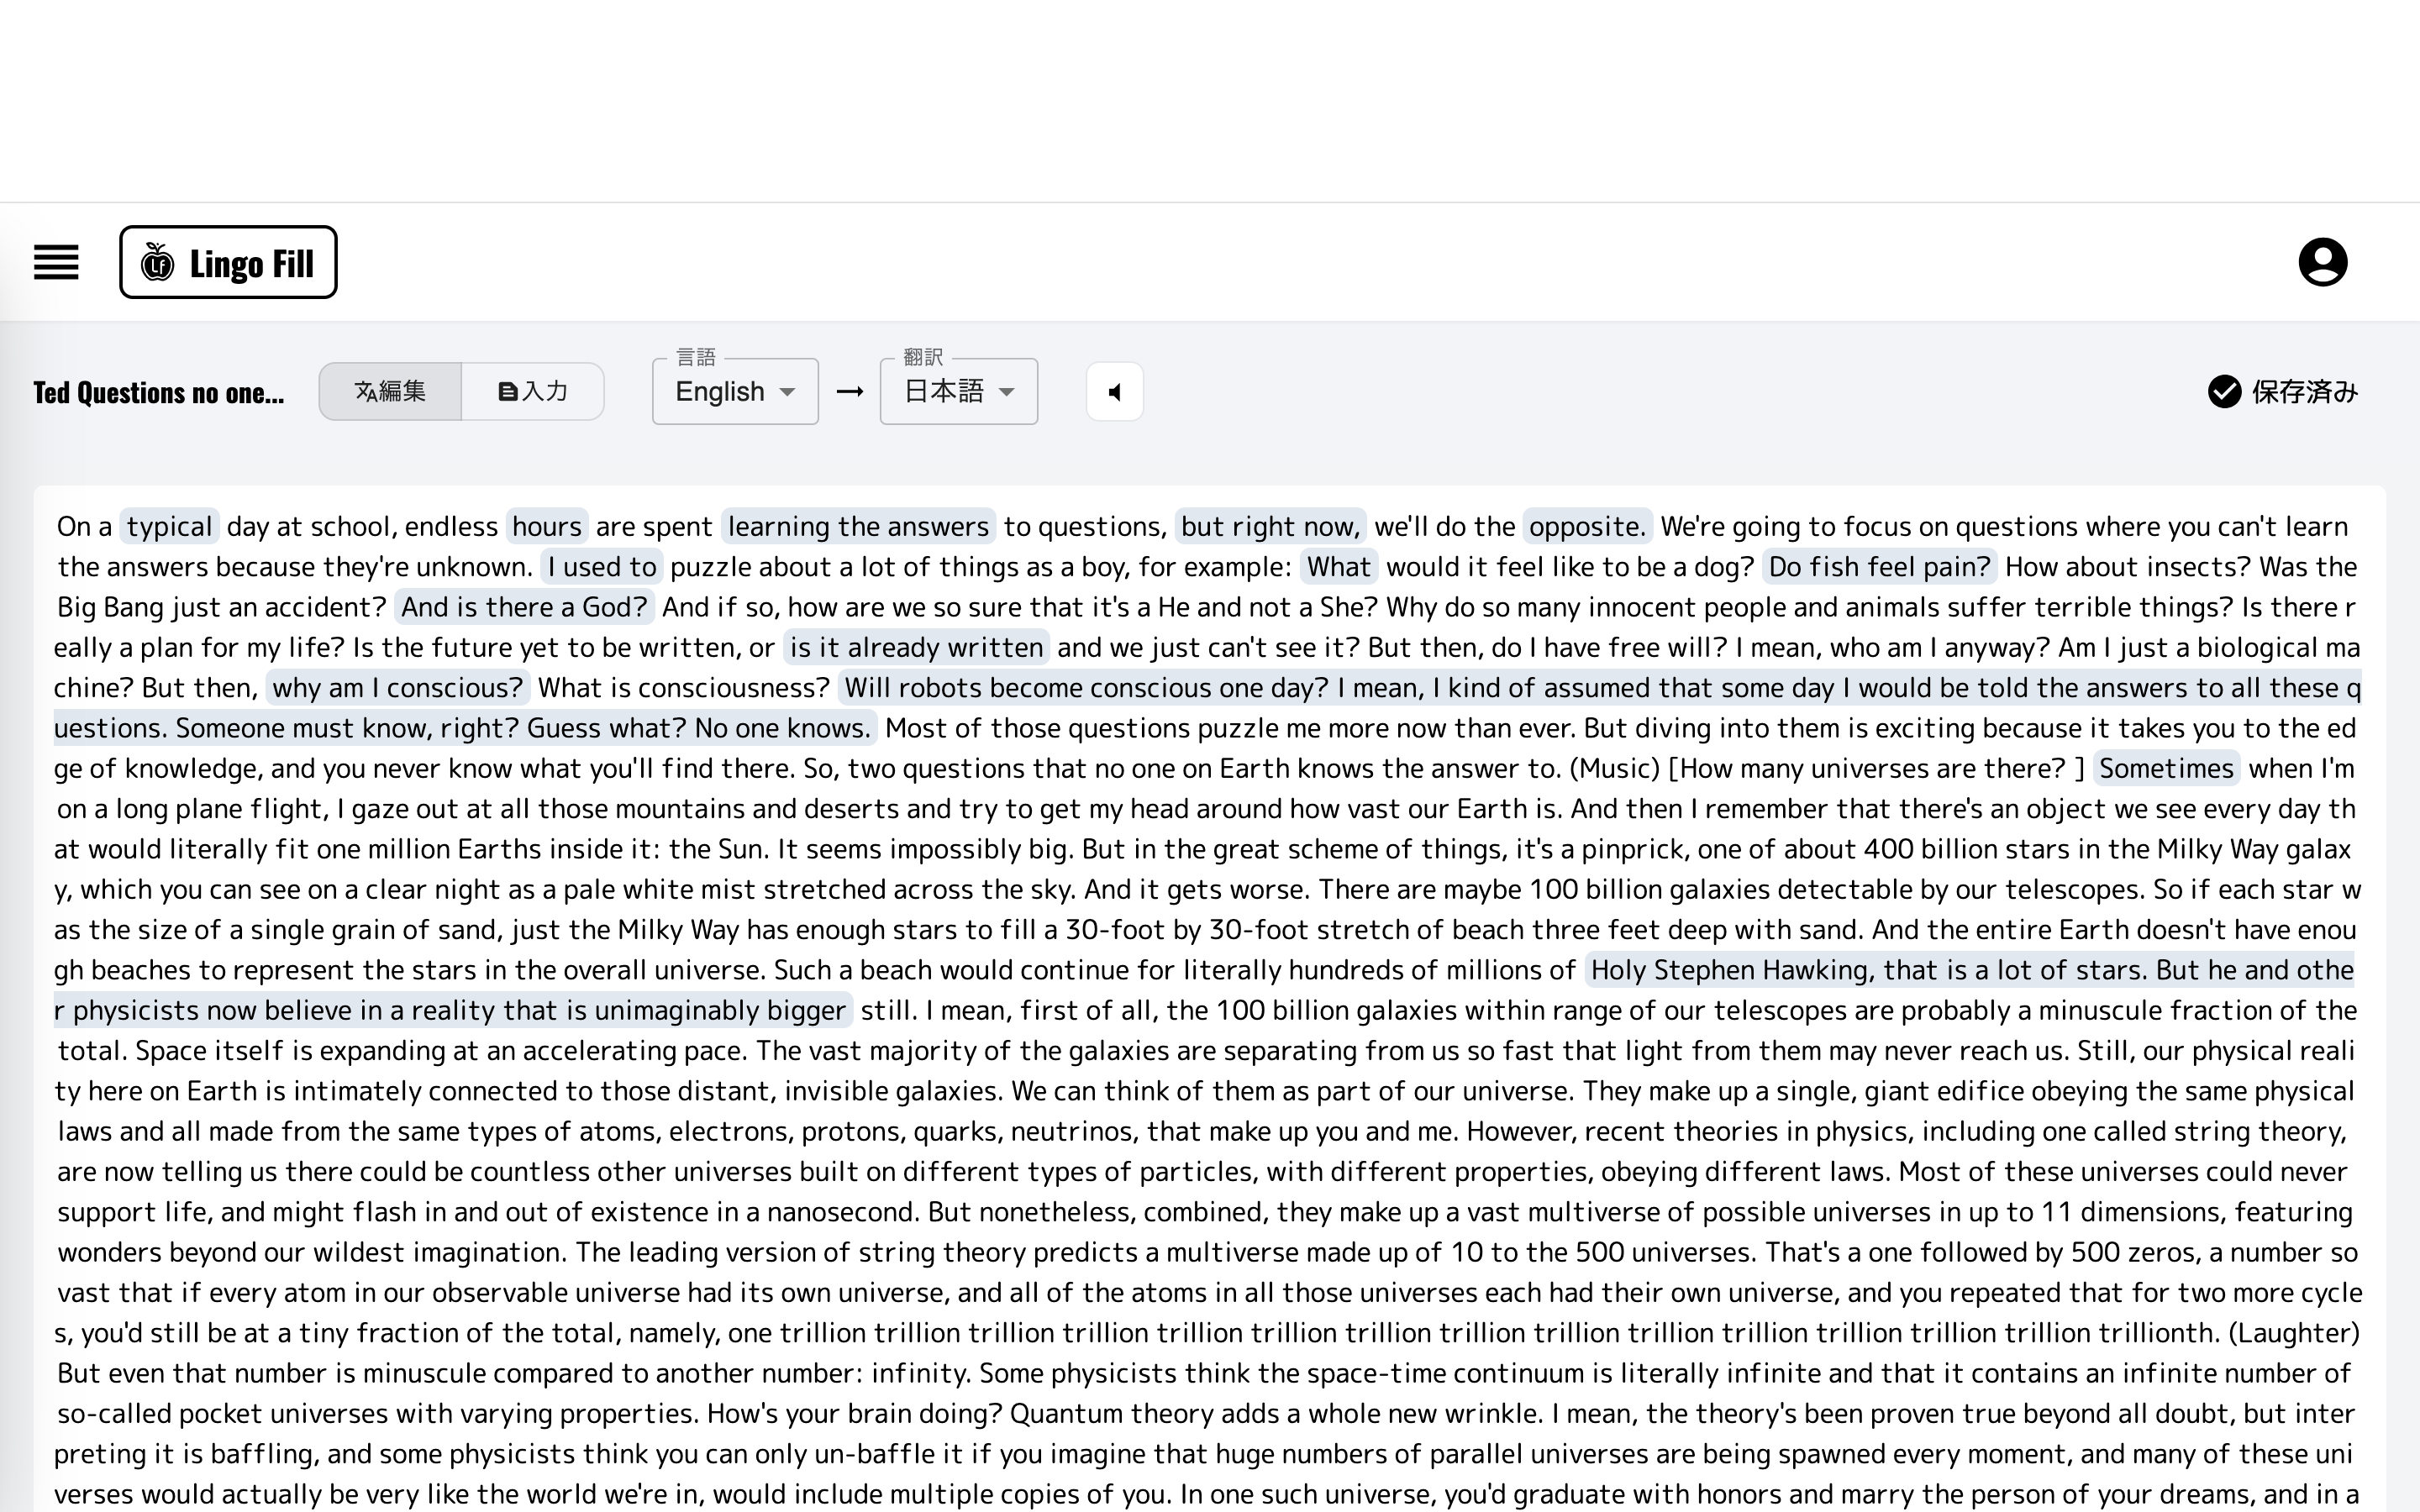 Lf Lingo Fill
Ted Questions no one...
編集
入力
言語
English
翻訳
日本語
保存済み
On a typical day at school, endless hours are spent learning the answers to questions, but right now, we'll do the opposite. We're going to focus on questions where you can't learn
the answers because they're unknown. I used to puzzle about a lot of things as a boy, for example: What would it feel like to be a dog? Do fish feel pain? How about insects? Was the
Big Bang just an accident? And is there a God? And if so, how are we so sure that it's a He and not a She? Why do so many innocent people and animals suffer terrible things? Is there r
eally a plan for my life? Is the future yet to be written, or is it already written and we just can't see it? But then, do I have free will? I mean, who am I anyway? Am I just a biological ma
chine? But then, why am I conscious? What is consciousness? Will robots become conscious one day? I mean, I kind of assumed that some day I would be told the answers to all these q
uestions. Someone must know, right? Guess what? No one knows. Most of those questions puzzle me more now than ever. But diving into them is exciting because it takes you to the ed
ge of knowledge, and you never know what you'll find there. So, two questions that no one on Earth knows the answer to. (Music) [How many universes are there? ] Sometimes when I'm
on a long plane flight, I gaze out at all those mountains and deserts and try to get my head around how vast our Earth is. And then I remember that there's an object we see every day th
at would literally fit one million Earths inside it: the Sun. It seems impossibly big. But in the great scheme of things, it's a pinprick, one of about 400 billion stars in the Milky Way galax
y, which you can see on a clear night as a pale white mist stretched across the sky. And it gets worse. There are maybe 100 billion galaxies detectable by our telescopes. So if each star w
as the size of a single grain of sand, just the Milky Way has enough stars to fill a 30-foot by 30-foot stretch of beach three feet deep with sand. And the entire Earth doesn't have enou
gh beaches to represent the stars in the overall universe. Such a beach would continue for literally hundreds of millions of Holy Stephen Hawking, that is a lot of stars. But he and othe
r physicists now believe in a reality that is unimaginably bigger still. I mean, first of all, the 100 billion galaxies within range of our telescopes are probably a minuscule fraction of the
total. Space itself is expanding at an accelerating pace. The vast majority of the galaxies are separating from us so fast that light from them may never reach us. Still, our physical reali
ty here on Earth is intimately connected to those distant, invisible galaxies. We can think of them as part of our universe. They make up a single, giant edifice obeying the same physical
laws and all made from the same types of atoms, electrons, protons, quarks, neutrinos, that make up you and me. However, recent theories in physics, including one called string theory,
are now telling us there could be countless other universes built on different types of particles, with different properties, obeying different laws. Most of these universes could never
support life, and might flash in and out of existence in a nanosecond. But nonetheless, combined, they make up a vast multiverse of possible universes in up to 11 dimensions, featuring
wonders beyond our wildest imagination. The leading version of string theory predicts a multiverse made up of 10 to the 500 universes. That's a one followed by 500 zeros, a number so
vast that if every atom in our observable universe had its own universe, and all of the atoms in all those universes each had their own universe, and you repeated that for two more cycle
s, you'd still be at a tiny fraction of the total, namely, one trillion trillion trillion trillion trillion trillion trillion trillion trillion trillion trillion trillion trillion trillion trillionth. (Laughter)
But even that number is minuscule compared to another number: infinity. Some physicists think the space-time continuum is literally infinite and that it contains an infinite number of
so-called pocket universes with varying properties. How's your brain doing? Quantum theory adds a whole new wrinkle. I mean, the theory's been proven true beyond all doubt, but inter
preting it is baffling, and some physicists think you can only un-baffle it if you imagine that huge numbers of parallel universes are being spawned every moment, and many of these uni
verses would actually be very like the world we're in, would include multiple copies of you. In one such universe, you'd graduate with honors and marry the person of your dreams, and in a